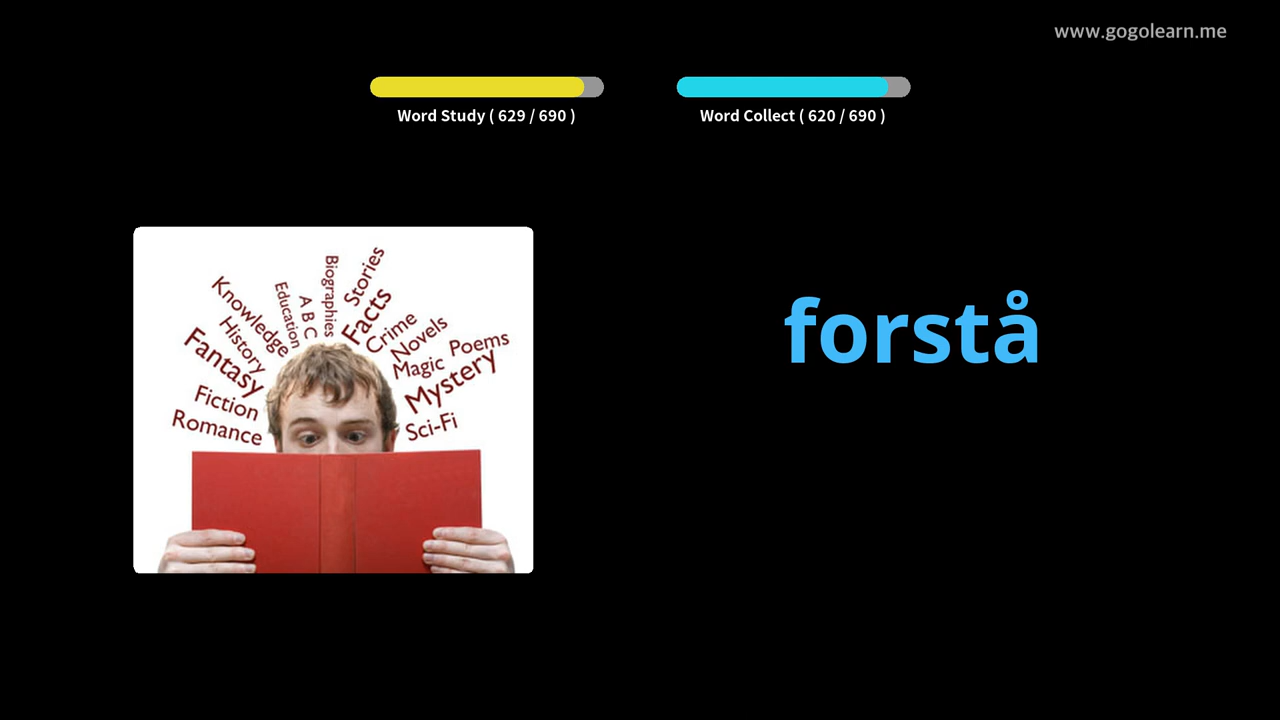 www.gogolearn.me
Word Study ( 629 / 690 )
Word Collect ( 620 / 690 )
forstå
Biographies
Stories
Education
A B C
Facts
Knowledge
Crime
History
Novels
Poems
Fantasy
Magic
Mystery
Fiction
Romance
Sci-Fi